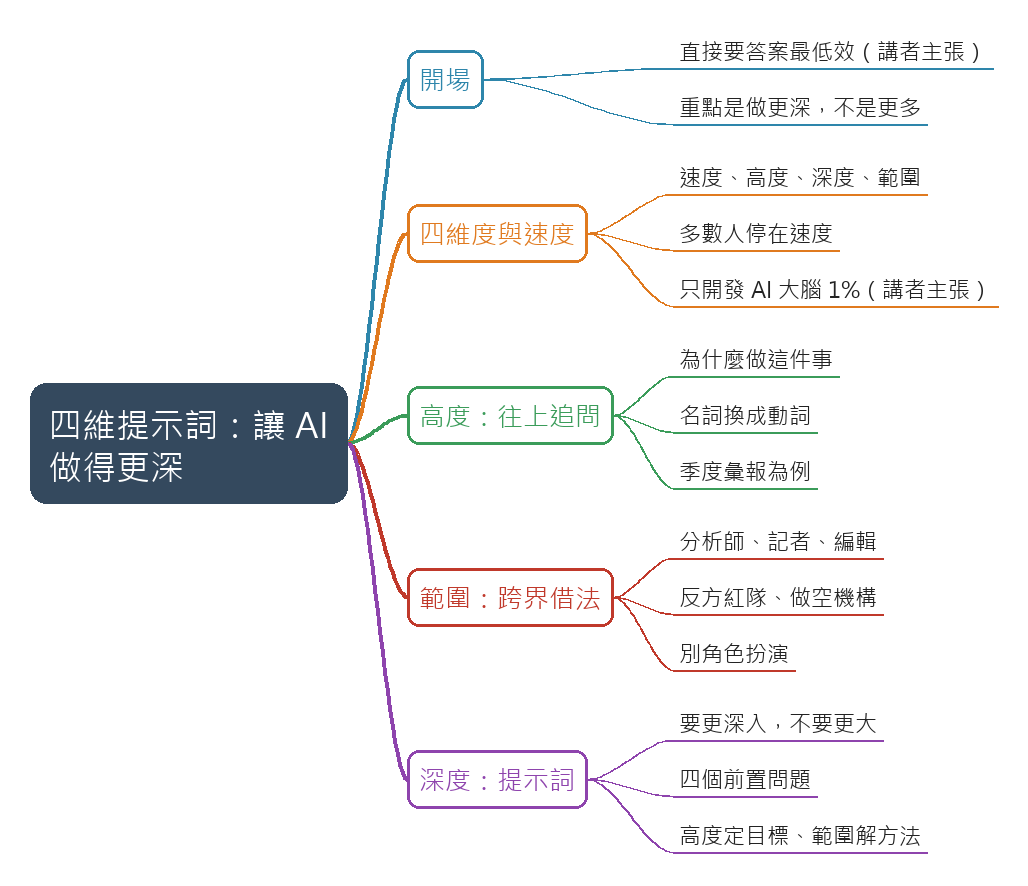 四維提示詞：讓 AI
做得更深
開場
直接要答案最低效（講者主張）
重點是做更深，不是更多
四維度與速度
速度、高度、深度、範圍
多數人停在速度
只開發 AI 大腦 1%（講者主張）
高度：往上追問
為什麼做這件事
名詞換成動詞
季度彙報為例
範圍：跨界借法
分析師、記者、編輯
反方紅隊、做空機構
別角色扮演
深度：提示詞
要更深入，不要更大
四個前置問題
高度定目標、範圍解方法